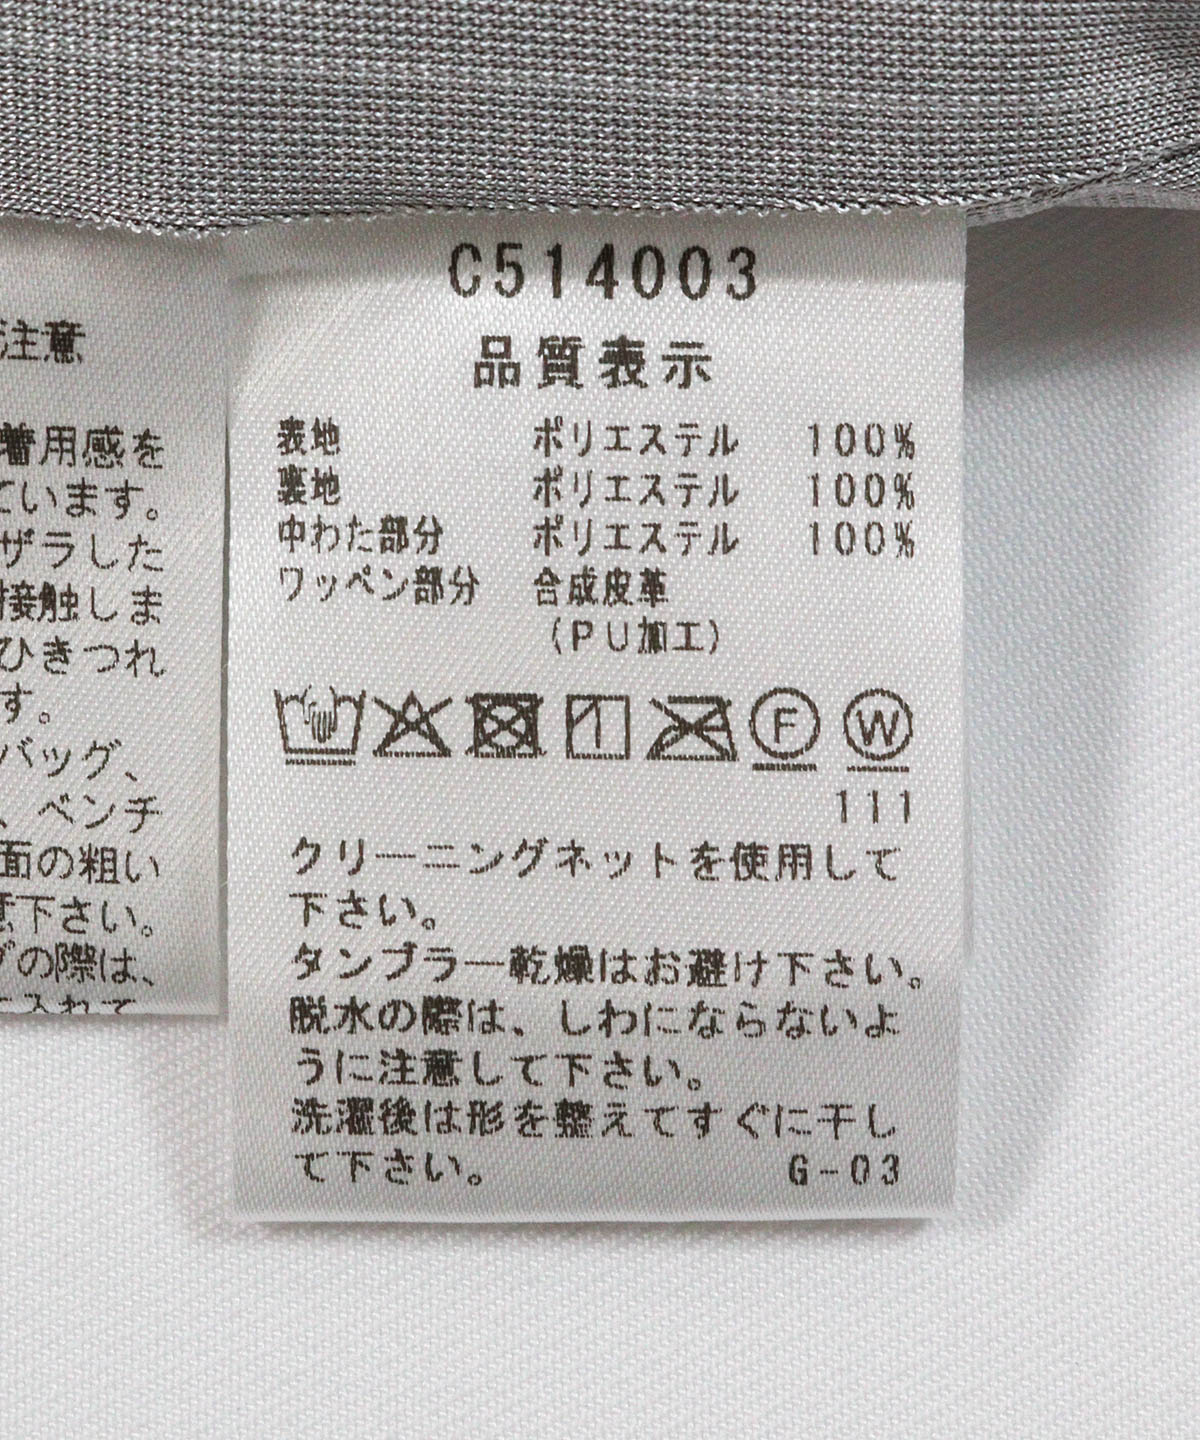 注意
着用感を
ています。
ザラした
接触しま
ひきつれ
す。
バッグ、
、ベンチ
面の粗い
意下さい。
グの際は、
に入れて
C514003
品質表示
表地 ポリエステル 100%
裏地 ポリエステル 100%
中わた部分 ポリエステル 100%
ワッペン部分 合成皮革
(PU加工)
F W
111
クリーニングネットを使用して
下さい。
タンブラー乾燥はお避け下さい。
脱水の際は、しわにならないよ
うに注意して下さい。
洗濯後は形を整えてすぐに干し
て下さい。 G-03